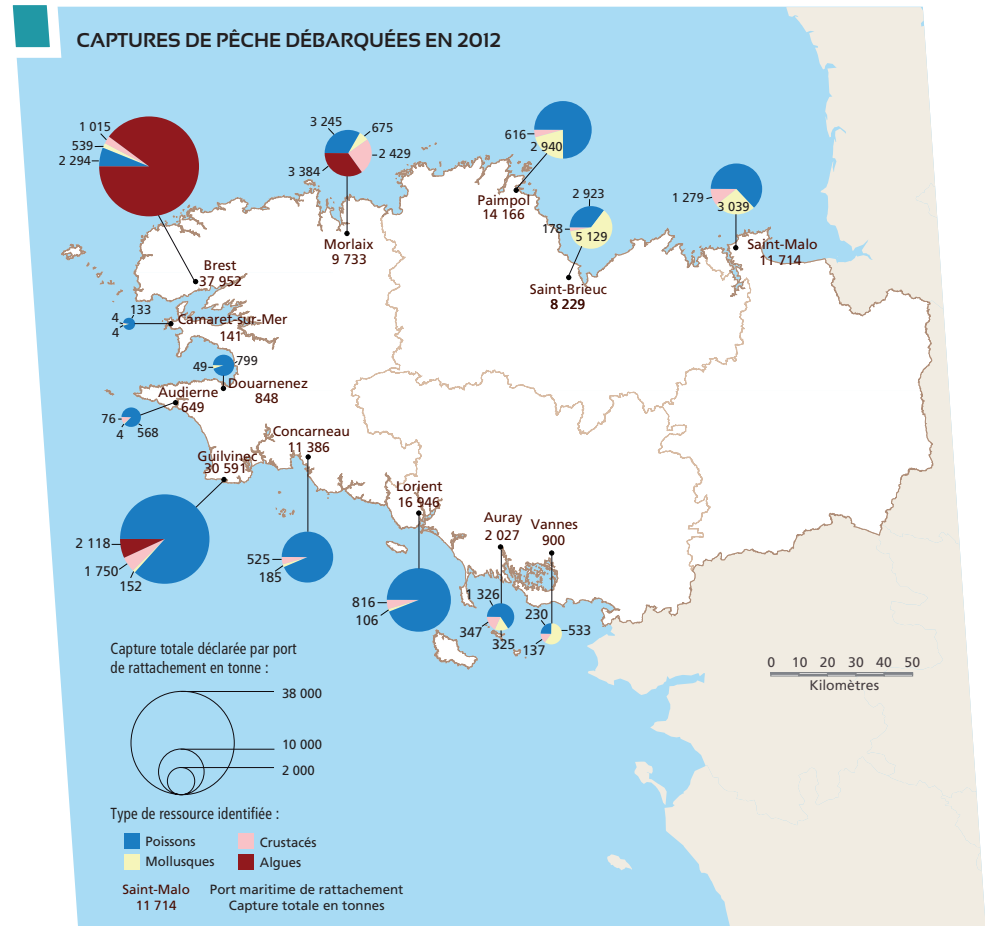 CAPTURES DE PÊCHE DÉBARQUÉES EN 2012
1 015
539
2 294
Brest
37 952
3 245
675
2 429
3 384
Morlaix
9 733
616
2 940
Paimpol
14 166
2 923
178
5 129
Saint-Brieuc
8 229
1 279
3 039
Saint-Malo
11 714
4
133
4
Camaret-sur-Mer
141
49
799
Douarnenez
848
Audierne
649
76
4
568
Guilvinec
30 591
2 118
1 750
152
Concarneau
11 386
525
185
Lorient
16 946
816
106
Auray
2 027
1 326
347
325
Vannes
900
230
533
137
0 10 20 30 40 50
Kilomètres
Capture totale déclarée par port
de rattachement en tonne :
38 000
10 000
2 000
Type de ressource identifiée :
Poissons
Crustacés
Mollusques
Algues
Saint-Malo Port maritime de rattachement
11 714 Capture totale en tonnes